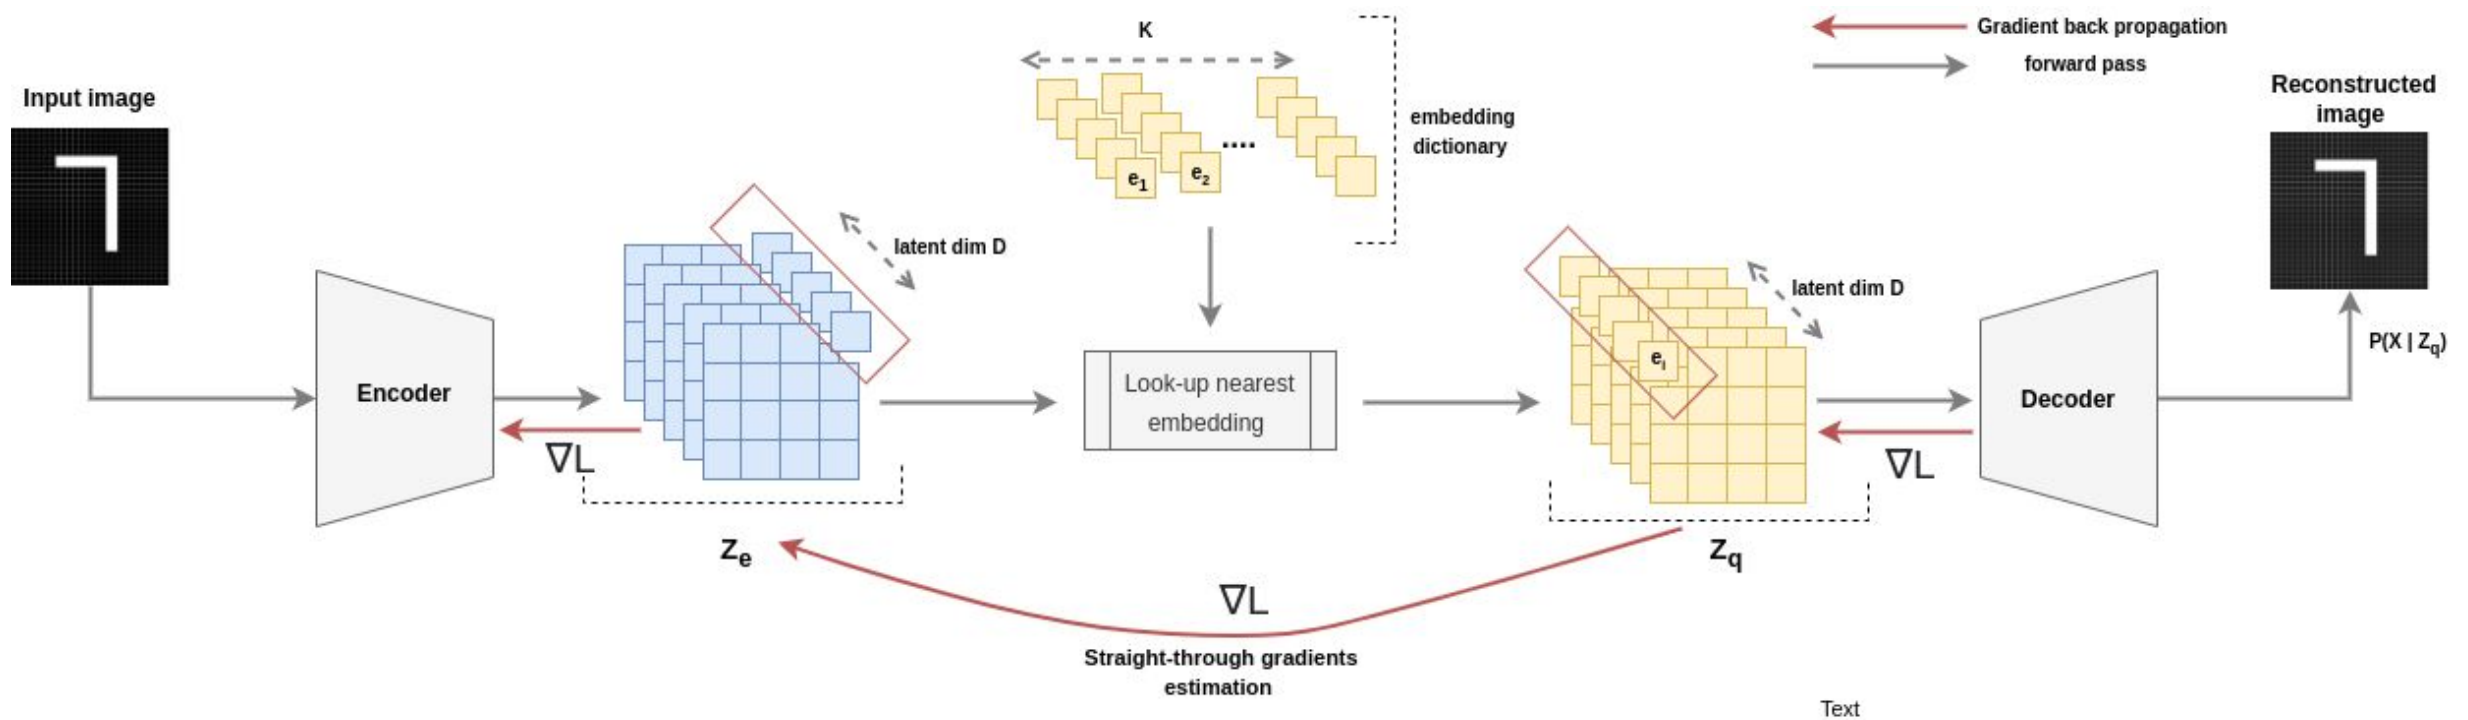 K
Gradient back propagation
forward pass
Input image
Reconstructed
image
embedding
dictionary
....
e1
e2
latent dim D
latent dim D
P(X | Zq)
ei
Encoder
Look-up nearest
embedding
Decoder
∇L
∇L
Ze
Zq
∇L
Straight-through gradients
estimation
Text